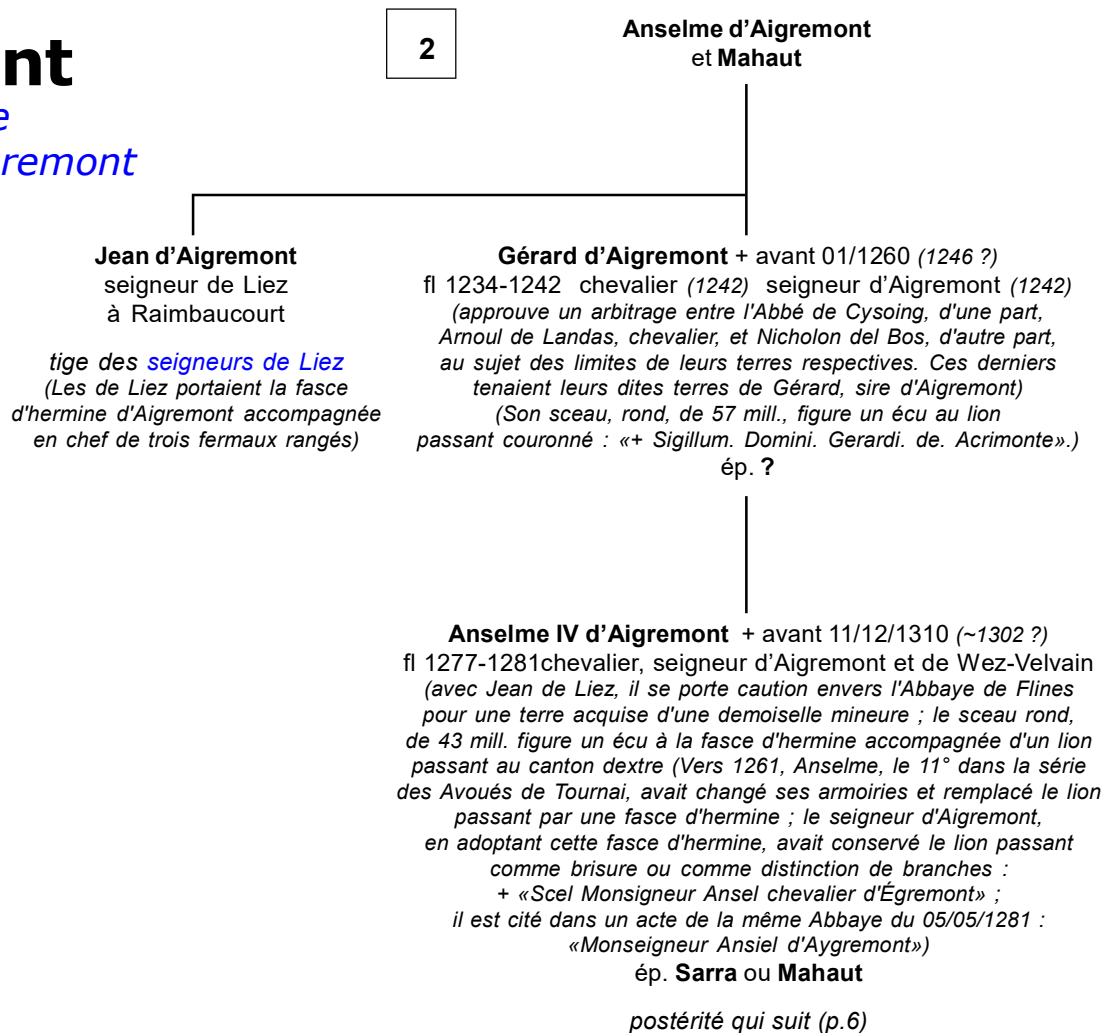 nt
e
remont
2
Anselme d’Aigremont
et Mahaut
Jean d’Aigremont
seigneur de Liez
à Raimbaucourt
tige des seigneurs de Liez
(Les de Liez portaient la fasce
d'hermine d'Aigremont accompagnée
en chef de trois fermaux rangés)
Gérard d’Aigremont + avant 01/1260 (1246 ?)
fl 1234-1242 chevalier (1242) seigneur d’Aigremont (1242)
(approuve un arbitrage entre l'Abbé de Cysoing, d'une part,
Arnoul de Landas, chevalier, et Nicholon del Bos, d'autre part,
au sujet des limites de leurs terres respectives. Ces derniers
tenaient leurs dites terres de Gérard, sire d'Aigremont)
(Son sceau, rond, de 57 mill., figure un écu au lion
passant couronné : «+ Sigillum. Domini. Gerardi. de. Acrimonte».)
ép. ?
Anselme IV d’Aigremont + avant 11/12/1310 (~1302 ?)
fl 1277-1281chevalier, seigneur d’Aigremont et de Wez-Velvain
(avec Jean de Liez, il se porte caution envers l'Abbaye de Flines
pour une terre acquise d'une demoiselle mineure ; le sceau rond,
de 43 mill. figure un écu à la fasce d'hermine accompagnée d'un lion
passant au canton dextre (Vers 1261, Anselme, le 11° dans la série
des Avoués de Tournai, avait changé ses armoiries et remplacé le lion
passant par une fasce d'hermine ; le seigneur d'Aigremont,
en adoptant cette fasce d'hermine, avait conservé le lion passant
comme brisure ou comme distinction de branches :
+ «Scel Monsigneur Ansel chevalier d'Égremont» ;
il est cité dans un acte de la même Abbaye du 05/05/1281 :
«Monseigneur Ansiel d'Aygremont»)
ép. Sarra ou Mahaut
postérité qui suit (p.6)